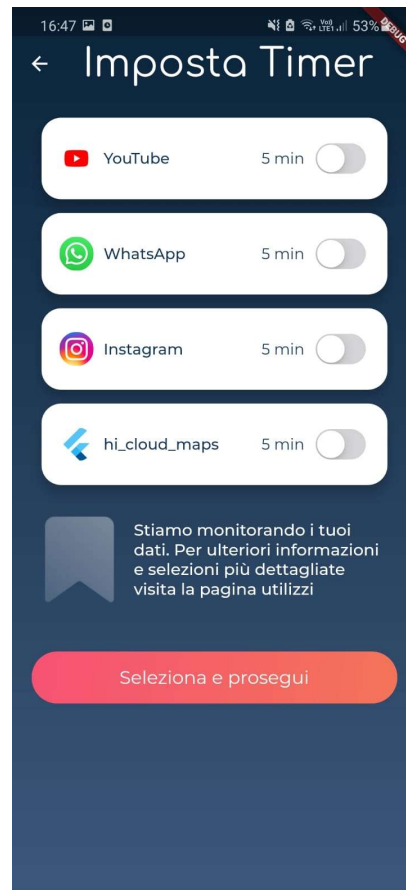 16:47 53%
DEBUG
Imposta Timer
YouTube 5 min
WhatsApp 5 min
Instagram 5 min
hi_cloud_maps 5 min
Stiamo monitorando i tuoi
dati. Per ulteriori informazioni
e selezioni più dettagliate
visita la pagina utilizzi
Seleziona e prosegui